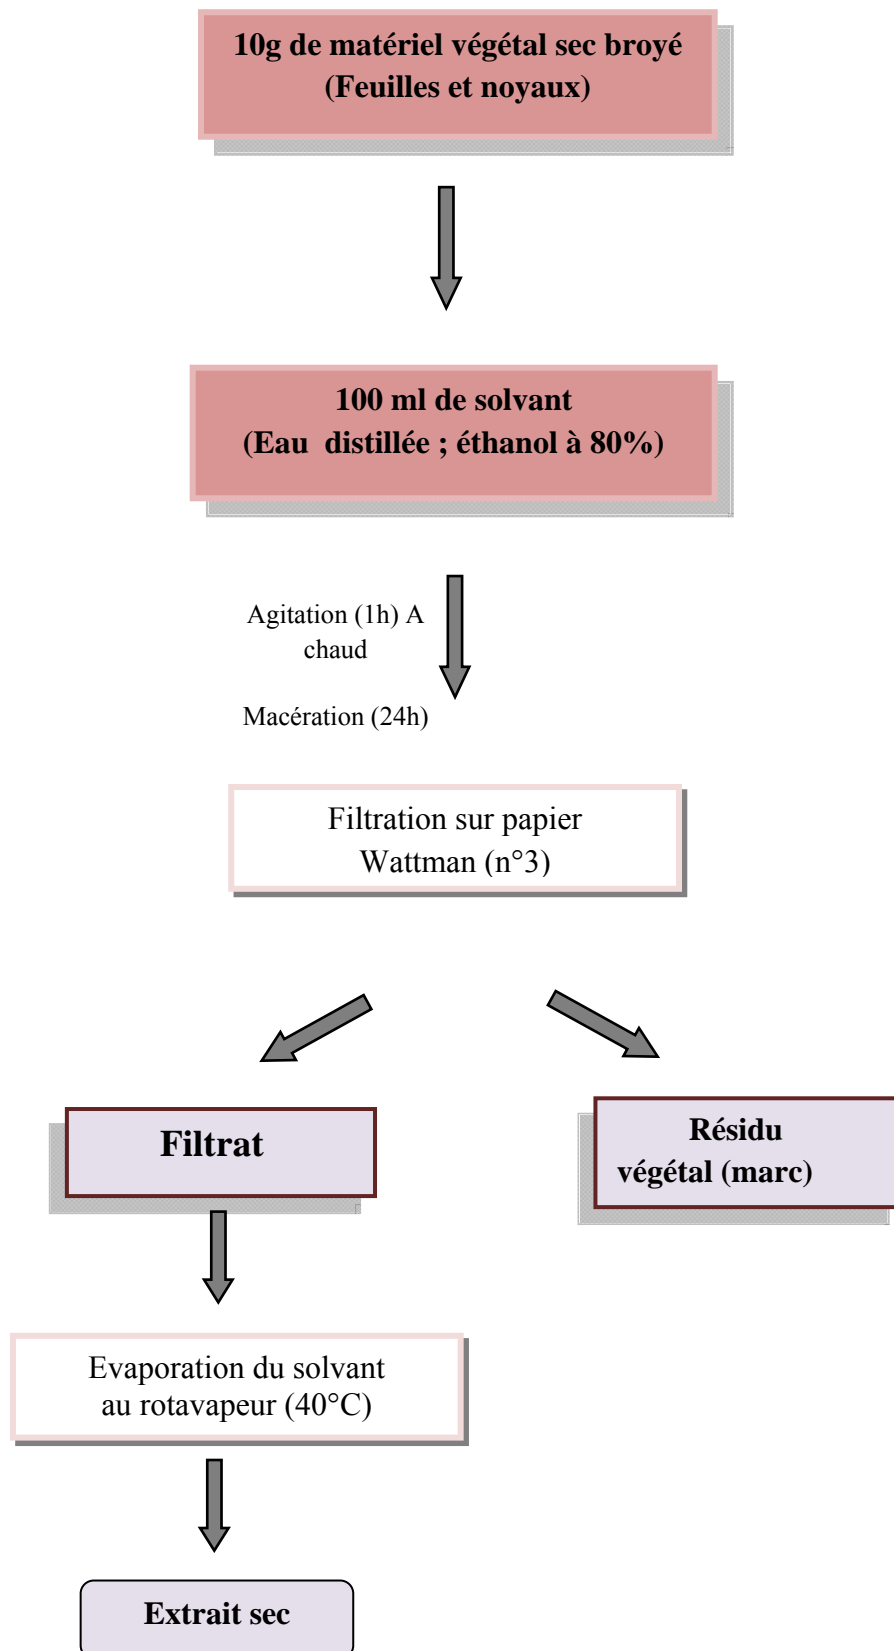 10g de matériel végétal sec broyé
(Feuilles et noyaux)
100 ml de solvant
(Eau distillée ; éthanol à 80%)
Agitation (1h) A
chaud
Macération (24h)
Filtration sur papier
Wattman (n°3)
Filtrat
Résidu
végétal (marc)
Evaporation du solvant
au rotavapeur (40°C)
Extrait sec